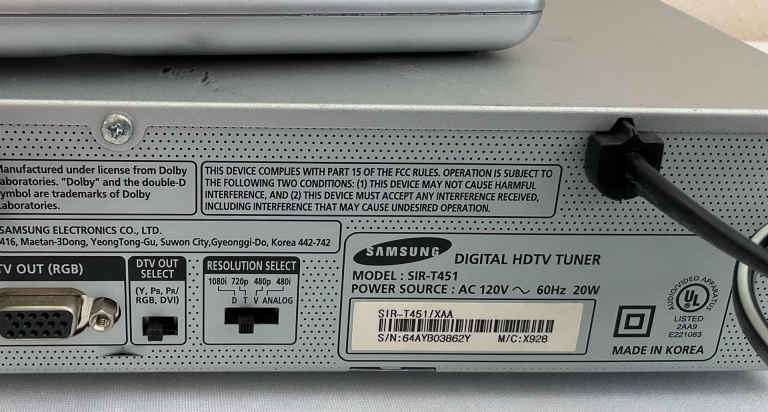 Manufactured under license from Dolby
Laboratories. "Dolby" and the double-D
symbol are trademarks of Dolby
Laboratories.
THIS DEVICE COMPLIES WITH PART 15 OF THE FCC RULES. OPERATION IS SUBJECT TO
THE FOLLOWING TWO CONDITIONS: (1) THIS DEVICE MAY NOT CAUSE HARMFUL
INTERFERENCE, AND (2) THIS DEVICE MUST ACCEPT ANY INTERFERENCE RECEIVED,
INCLUDING INTERFERENCE THAT MAY CAUSE UNDESIRED OPERATION.
SAMSUNG ELECTRONICS CO., LTD.
416, Maetan-3Dong, YeongTong-Gu, Suwon City,Gyeonggi-Do, Korea 442-742
TV OUT (RGB)
DTV OUT
SELECT
(Y, PB, PR/
RGB, DVI)
RESOLUTION SELECT
1080i 720p 480p 480i
D T V ANALOG
SAMSUNG DIGITAL HDTV TUNER
MODEL : SIR-T451
POWER SOURCE : AC 120V ~ 60Hz 20W
SIR-T451/XAA
S/N:64AYB03862Y M/C:X928
AUDIO/VIDEO APPARATUS
UL
LISTED
2AA9
E221083
MADE IN KOREA